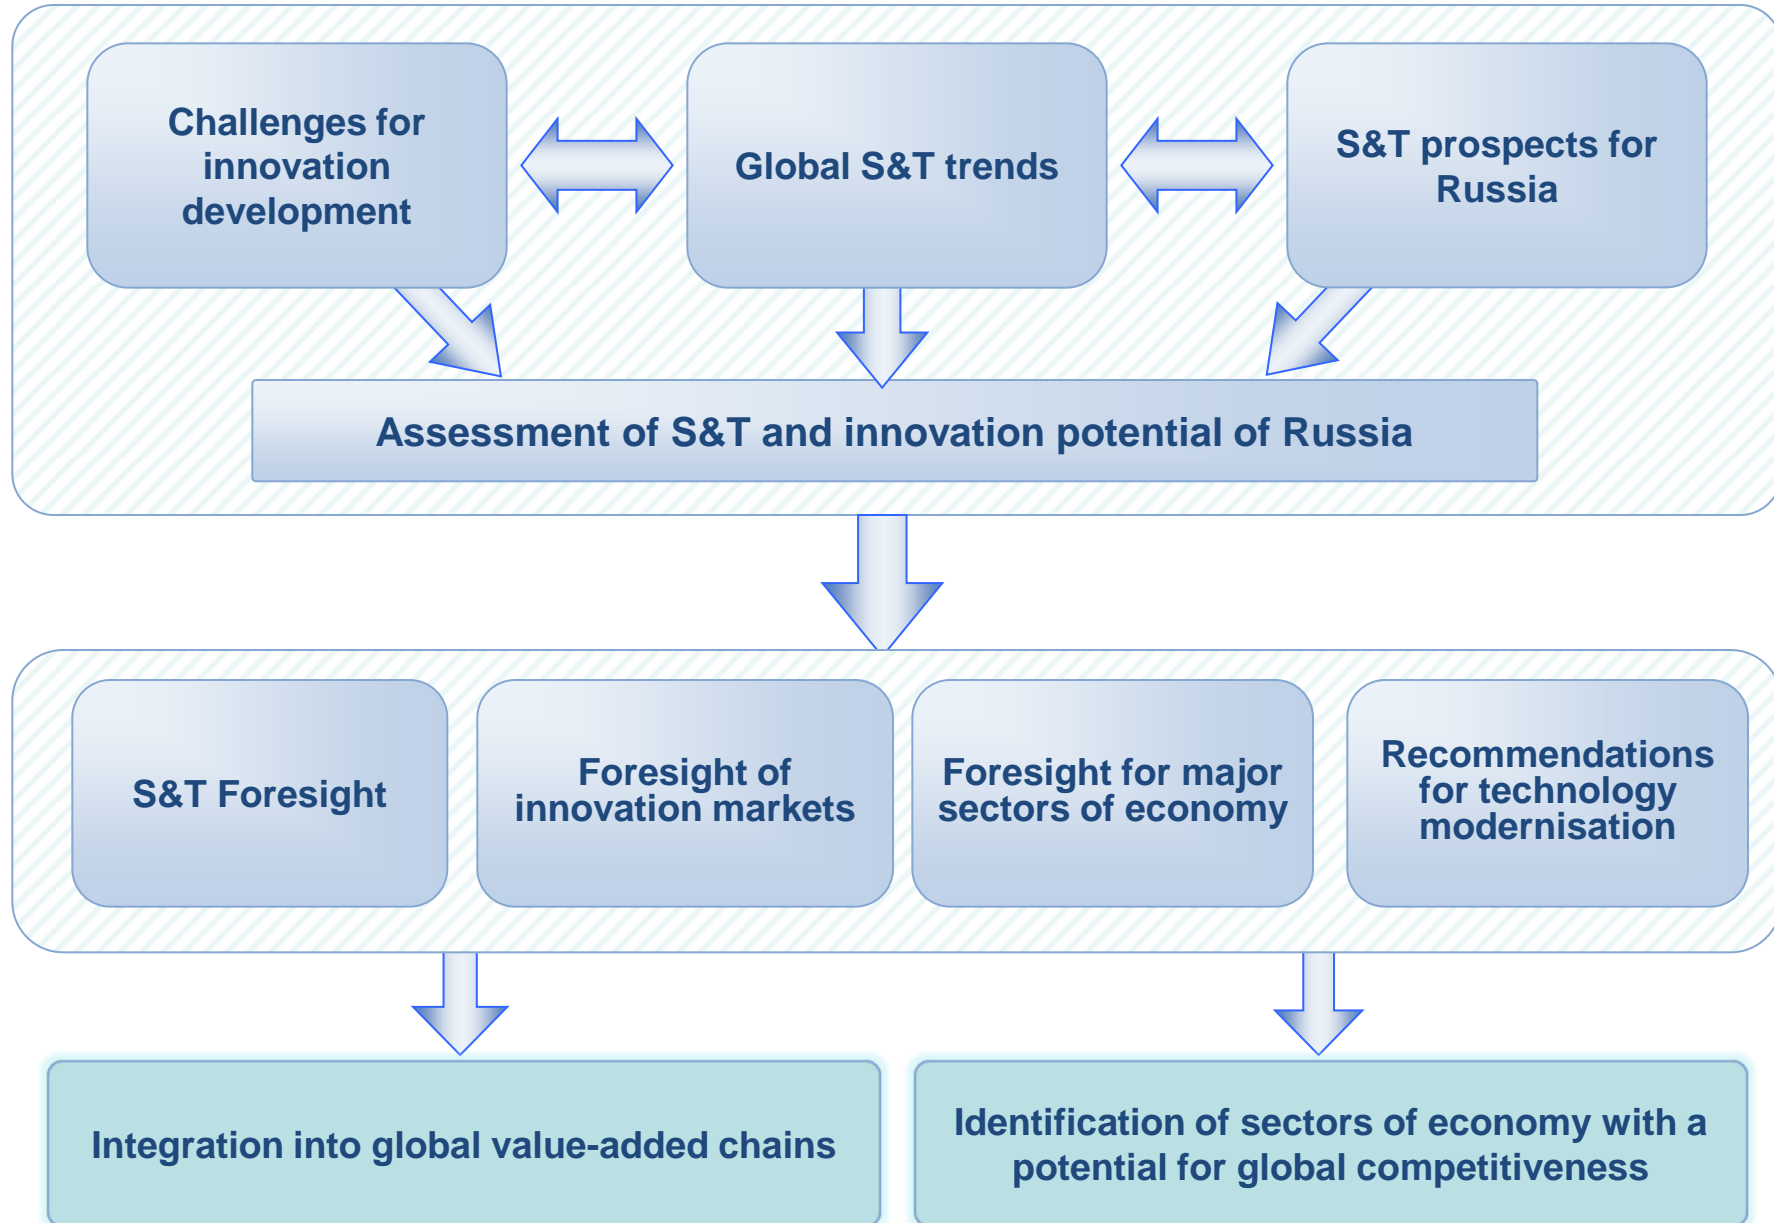 Challenges for
innovation
development
Global S&T trends
S&T prospects for
Russia
Assessment of S&T and innovation potential of Russia
S&T Foresight
Foresight of
innovation markets
Foresight for major
sectors of economy
Recommendations
for technology
modernisation
Integration into global value-added chains
Identification of sectors of economy with a
potential for global competitiveness